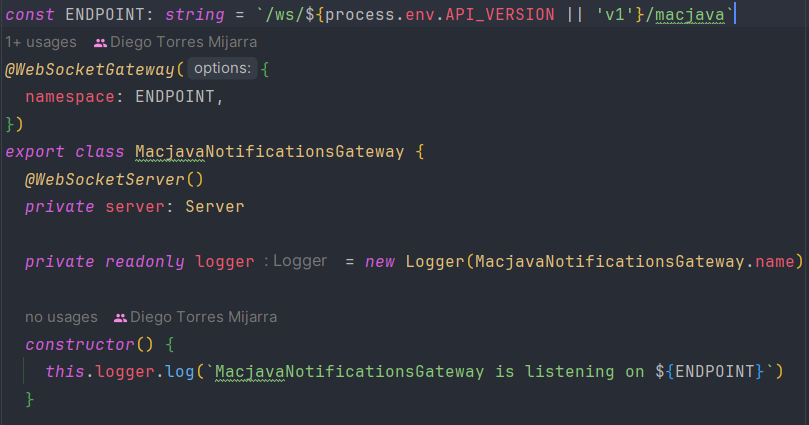 const ENDPOINT: string = `/ws/${process.env.API_VERSION || 'v1'}/macjava`
1+ usages Diego Torres Mijarra
@WebSocketGateway( options: {
  namespace: ENDPOINT,
})
export class MacjavaNotificationsGateway {
  @WebSocketServer()
  private server: Server
  private readonly logger : Logger = new Logger(MacjavaNotificationsGateway.name)
  no usages Diego Torres Mijarra
  constructor() {
    this.logger.log(`MacjavaNotificationsGateway is listening on ${ENDPOINT}`)
  }